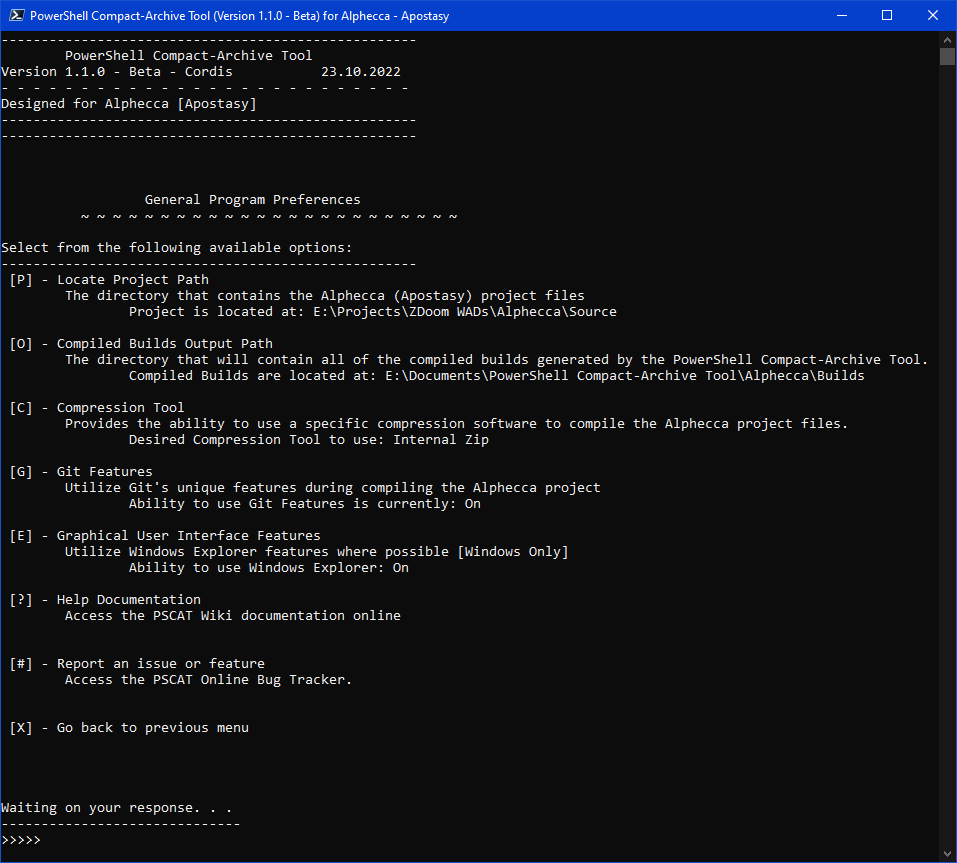 PowerShell Compact-Archive Tool (Version 1.1.0 - Beta) for Alphecca - Apostasy
----------------------------------------------------
PowerShell Compact-Archive Tool
Version 1.1.0 - Beta - Cordis 23.10.2022
- - - - - - - - - - - - - - - - - - - - - - - - - -
Designed for Alphecca [Apostasy]
----------------------------------------------------
----------------------------------------------------
General Program Preferences
~ ~ ~ ~ ~ ~ ~ ~ ~ ~ ~ ~ ~ ~ ~ ~ ~ ~ ~ ~ ~ ~ ~ ~
Select from the following available options:
----------------------------------------------------
[P] - Locate Project Path
The directory that contains the Alphecca (Apostasy) project files
Project is located at: E:\Projects\ZDoom WADs\Alphecca\Source
[O] - Compiled Builds Output Path
The directory that will contain all of the compiled builds generated by the PowerShell Compact-Archive Tool.
Compiled Builds are located at: E:\Documents\PowerShell Compact-Archive Tool\Alphecca\Builds
[C] - Compression Tool
Provides the ability to use a specific compression software to compile the Alphecca project files.
Desired Compression Tool to use: Internal Zip
[G] - Git Features
Utilize Git's unique features during compiling the Alphecca project
Ability to use Git Features is currently: On
[E] - Graphical User Interface Features
Utilize Windows Explorer features where possible [Windows Only]
Ability to use Windows Explorer: On
[?] - Help Documentation
Access the PSCAT Wiki documentation online
[#] - Report an issue or feature
Access the PSCAT Online Bug Tracker.
[X] - Go back to previous menu
Waiting on your response. . .
------------------------------
>>>>>